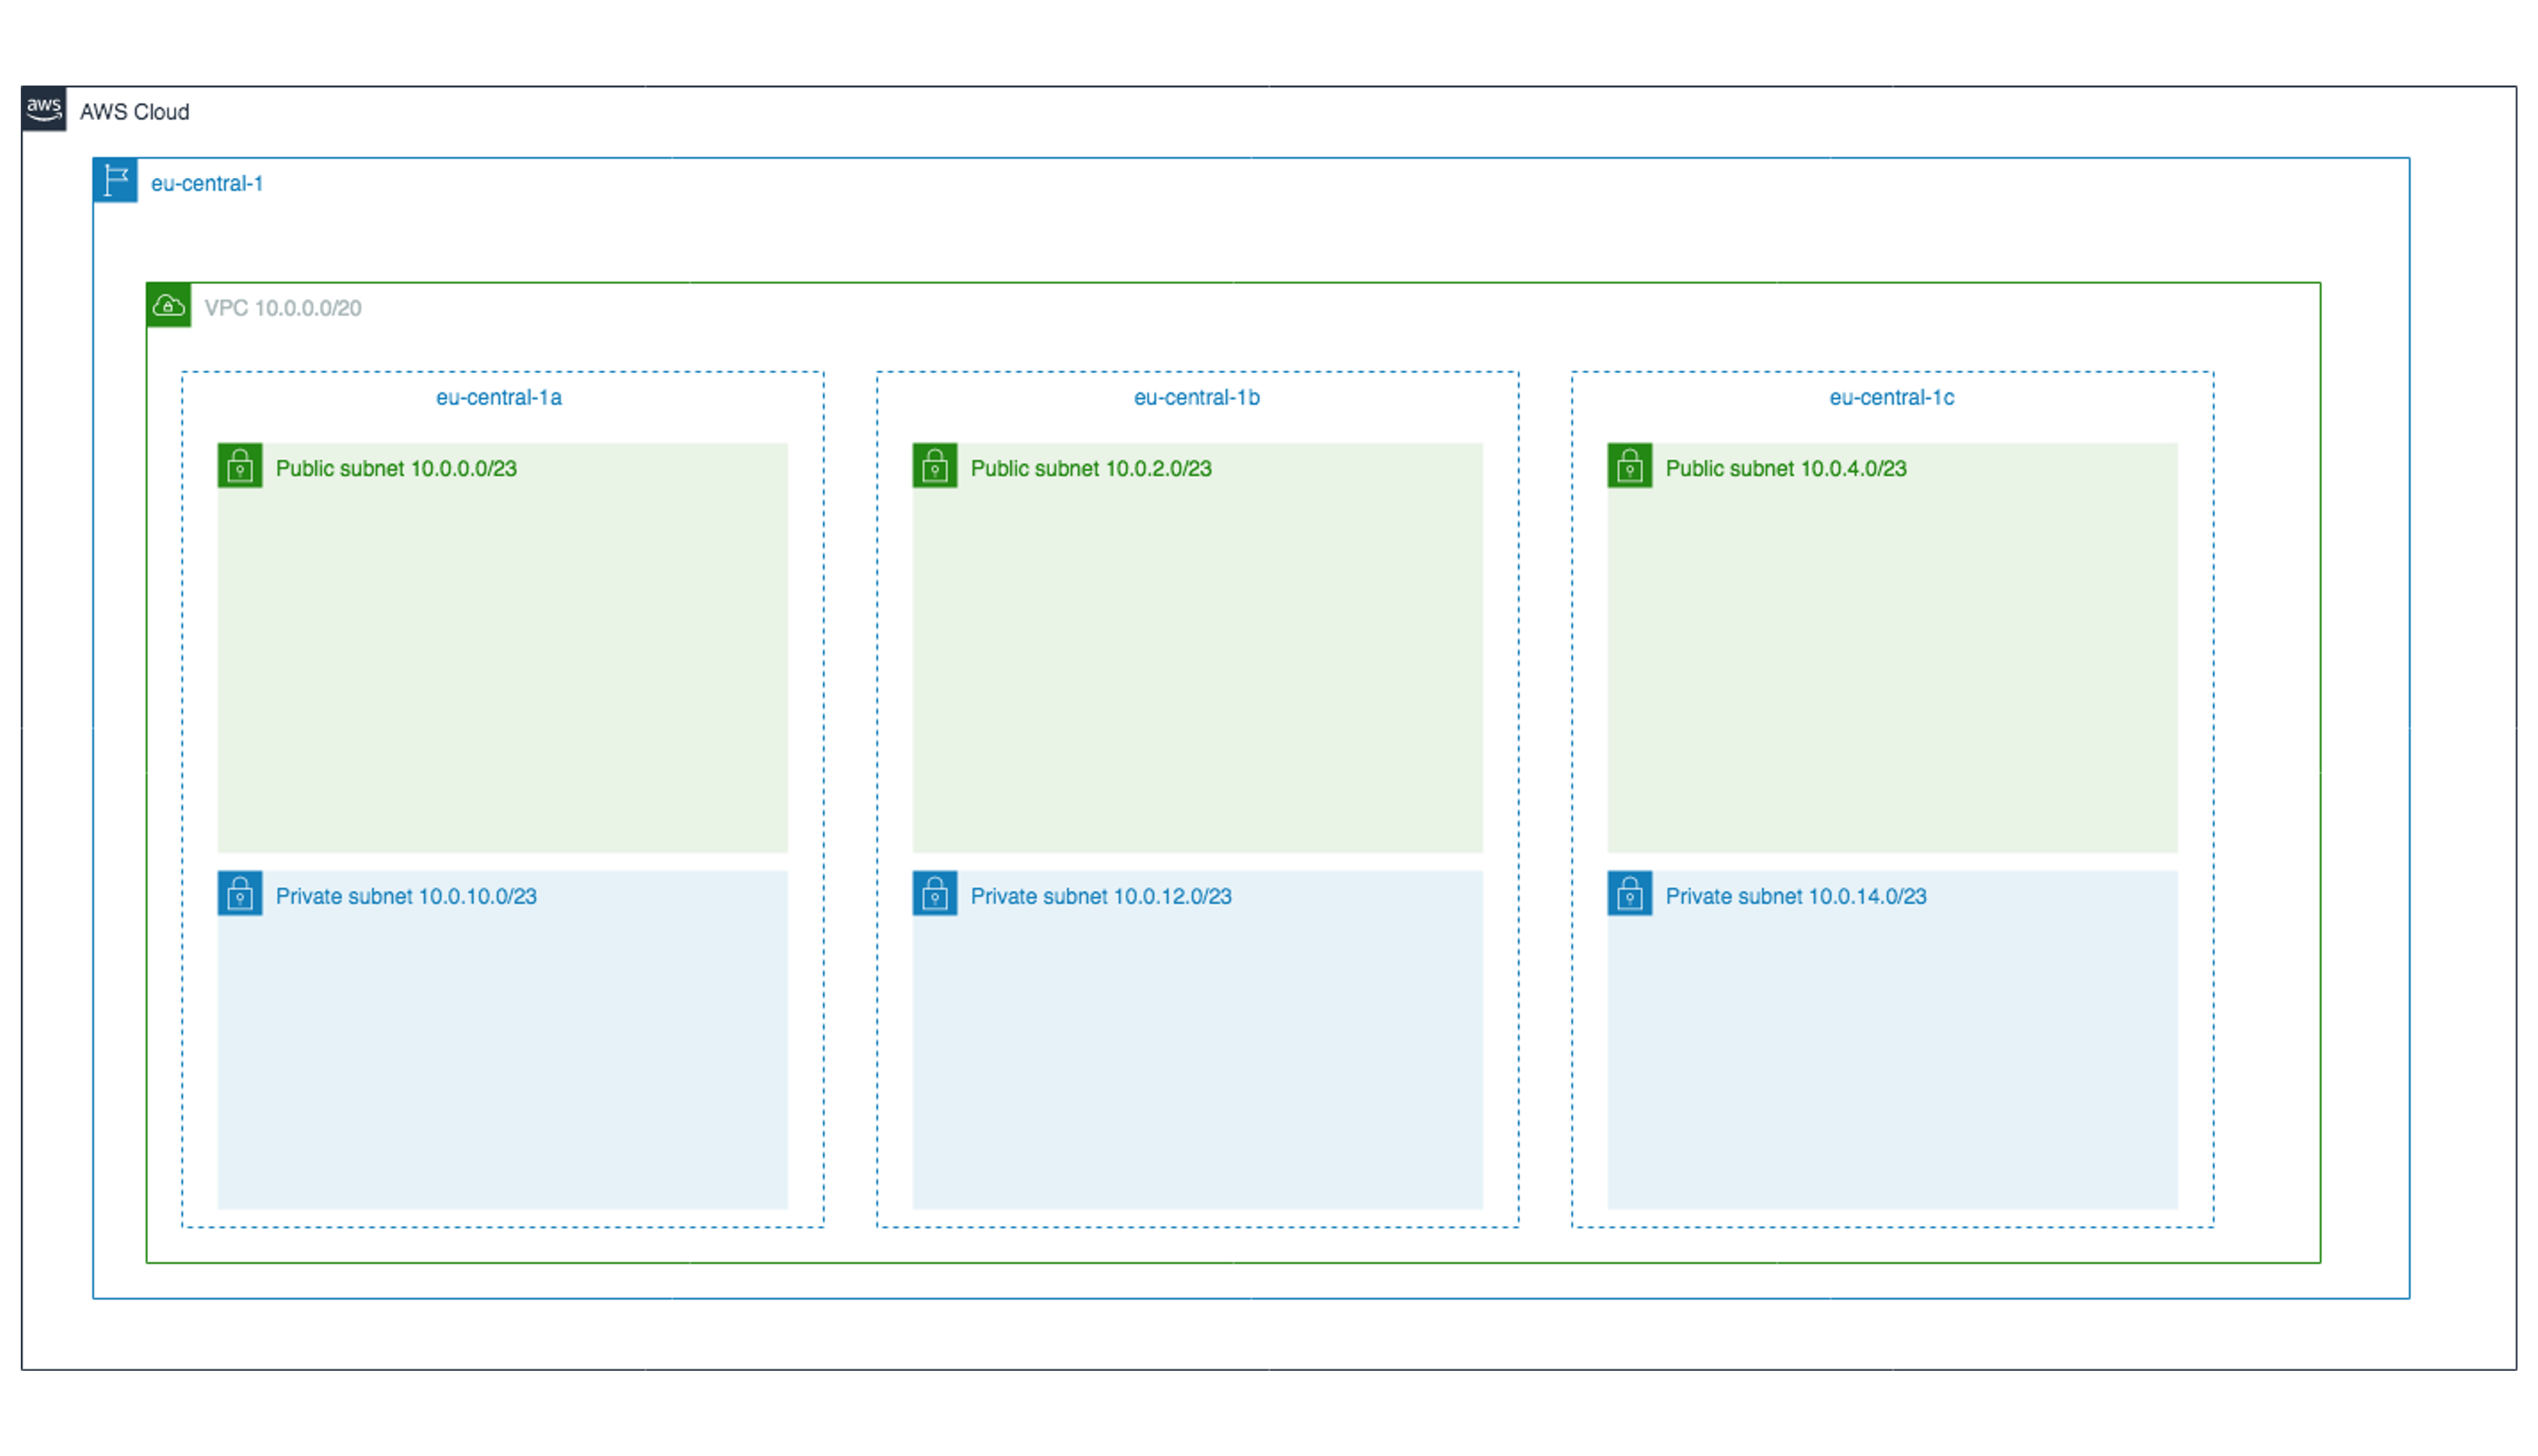 aws
AWS Cloud
eu-central-1
VPC 10.0.0.0/20
eu-central-1a
eu-central-1b
eu-central-1c
Public subnet 10.0.0.0/23
Public subnet 10.0.2.0/23
Public subnet 10.0.4.0/23
Private subnet 10.0.10.0/23
Private subnet 10.0.12.0/23
Private subnet 10.0.14.0/23